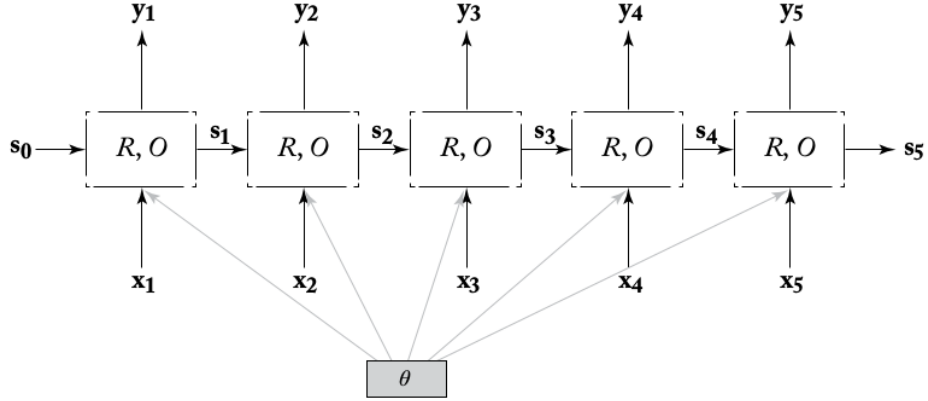 y1 y2 y3 y4 y5
s0 R, O s1 R, O s2 R, O s3 R, O s4 R, O s5
x1 x2 x3 x4 x5
θ